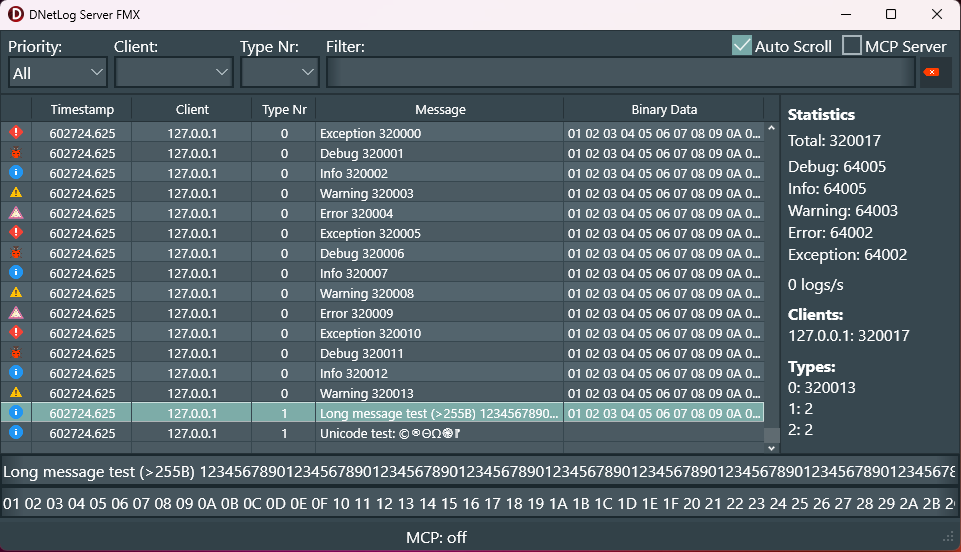 DNetLog Server FMX
Priority: Client: Type Nr: Filter: Auto Scroll MCP Server
All
Timestamp Client Type Nr Message Binary Data
602724.625 127.0.0.1 0 Exception 320000 01 02 03 04 05 06 07 08 09 0A 0...
602724.625 127.0.0.1 0 Debug 320001 01 02 03 04 05 06 07 08 09 0A 0...
602724.625 127.0.0.1 0 Info 320002 01 02 03 04 05 06 07 08 09 0A 0...
602724.625 127.0.0.1 0 Warning 320003 01 02 03 04 05 06 07 08 09 0A 0...
602724.625 127.0.0.1 0 Error 320004 01 02 03 04 05 06 07 08 09 0A 0...
602724.625 127.0.0.1 0 Exception 320005 01 02 03 04 05 06 07 08 09 0A 0...
602724.625 127.0.0.1 0 Debug 320006 01 02 03 04 05 06 07 08 09 0A 0...
602724.625 127.0.0.1 0 Info 320007 01 02 03 04 05 06 07 08 09 0A 0...
602724.625 127.0.0.1 0 Warning 320008 01 02 03 04 05 06 07 08 09 0A 0...
602724.625 127.0.0.1 0 Error 320009 01 02 03 04 05 06 07 08 09 0A 0...
602724.625 127.0.0.1 0 Exception 320010 01 02 03 04 05 06 07 08 09 0A 0...
602724.625 127.0.0.1 0 Debug 320011 01 02 03 04 05 06 07 08 09 0A 0...
602724.625 127.0.0.1 0 Info 320012 01 02 03 04 05 06 07 08 09 0A 0...
602724.625 127.0.0.1 0 Warning 320013 01 02 03 04 05 06 07 08 09 0A 0...
602724.625 127.0.0.1 1 Long message test (>255B) 1234567890... 01 02 03 04 05 06 07 08 09 0A 0...
602724.625 127.0.0.1 1 Unicode test: ©®ΘΩ
Statistics
Total: 320017
Debug: 64005
Info: 64005
Warning: 64003
Error: 64002
Exception: 64002
0 logs/s
Clients:
127.0.0.1: 320017
Types:
0: 320013
1: 2
2: 2
Long message test (>255B) 12345678901234567890123456789012345678901234567890123456789012345678
01 02 03 04 05 06 07 08 09 0A 0B 0C 0D 0E 0F 10 11 12 13 14 15 16 17 18 19 1A 1B 1C 1D 1E 1F 20 21 22 23 24 25 26 27 28 29 2A 2B
MCP: off